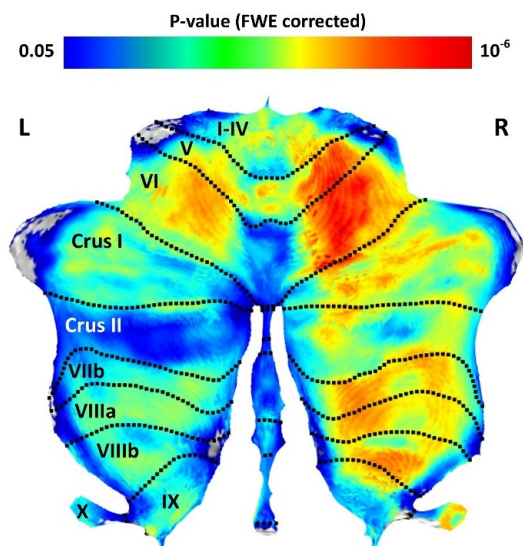 P-value (FWE corrected)
0.05 10⁻⁶
L I-IV R
V
VI
Crus I
Crus II
VIIb
VIIIa
VIIIb
IX
X